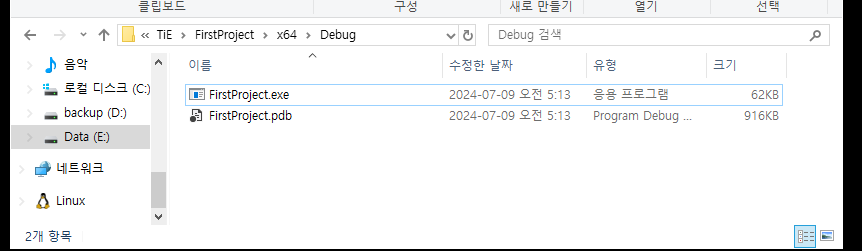 클립보드 구성 새로 만들기 열기 선택
« TiE > FirstProject > x64 > Debug Debug 검색
이름 수정한 날짜 유형 크기
음악
로컬 디스크 (C:)
backup (D:)
Data (E:)
네트워크
Linux
FirstProject.exe 2024-07-09 오전 5:13 응용 프로그램 62KB
FirstProject.pdb 2024-07-09 오전 5:13 Program Debug ... 916KB
2개 항목